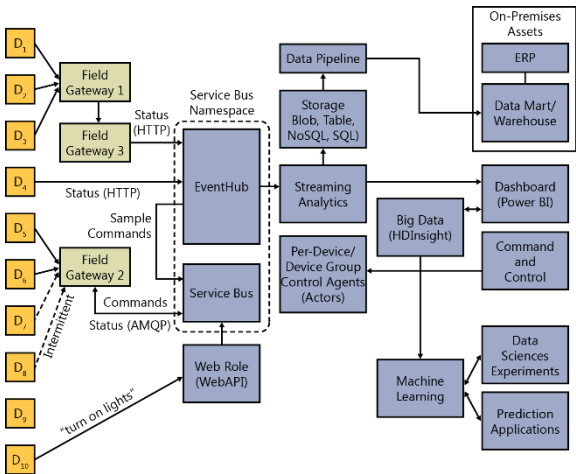 D1
D2
D3
D4
D5
D6
D7
D8
D9
D10
Field
Gateway 1
Field
Gateway 3
Field
Gateway 2
Intermittent
"turn on lights"
Status
(HTTP)
Status (HTTP)
Sample
Commands
Commands
Status (AMQP)
Service Bus
Namespace
EventHub
Service Bus
Web Role
(WebAPI)
Data Pipeline
Storage
Blob, Table,
NoSQL, SQL)
Streaming
Analytics
Per-Device/
Device Group
Control Agents
(Actors)
Big Data
(HDInsight)
Machine
Learning
On-Premises
Assets
ERP
Data Mart/
Warehouse
Dashboard
(Power BI)
Command
and
Control
Data
Sciences
Experiments
Prediction
Applications